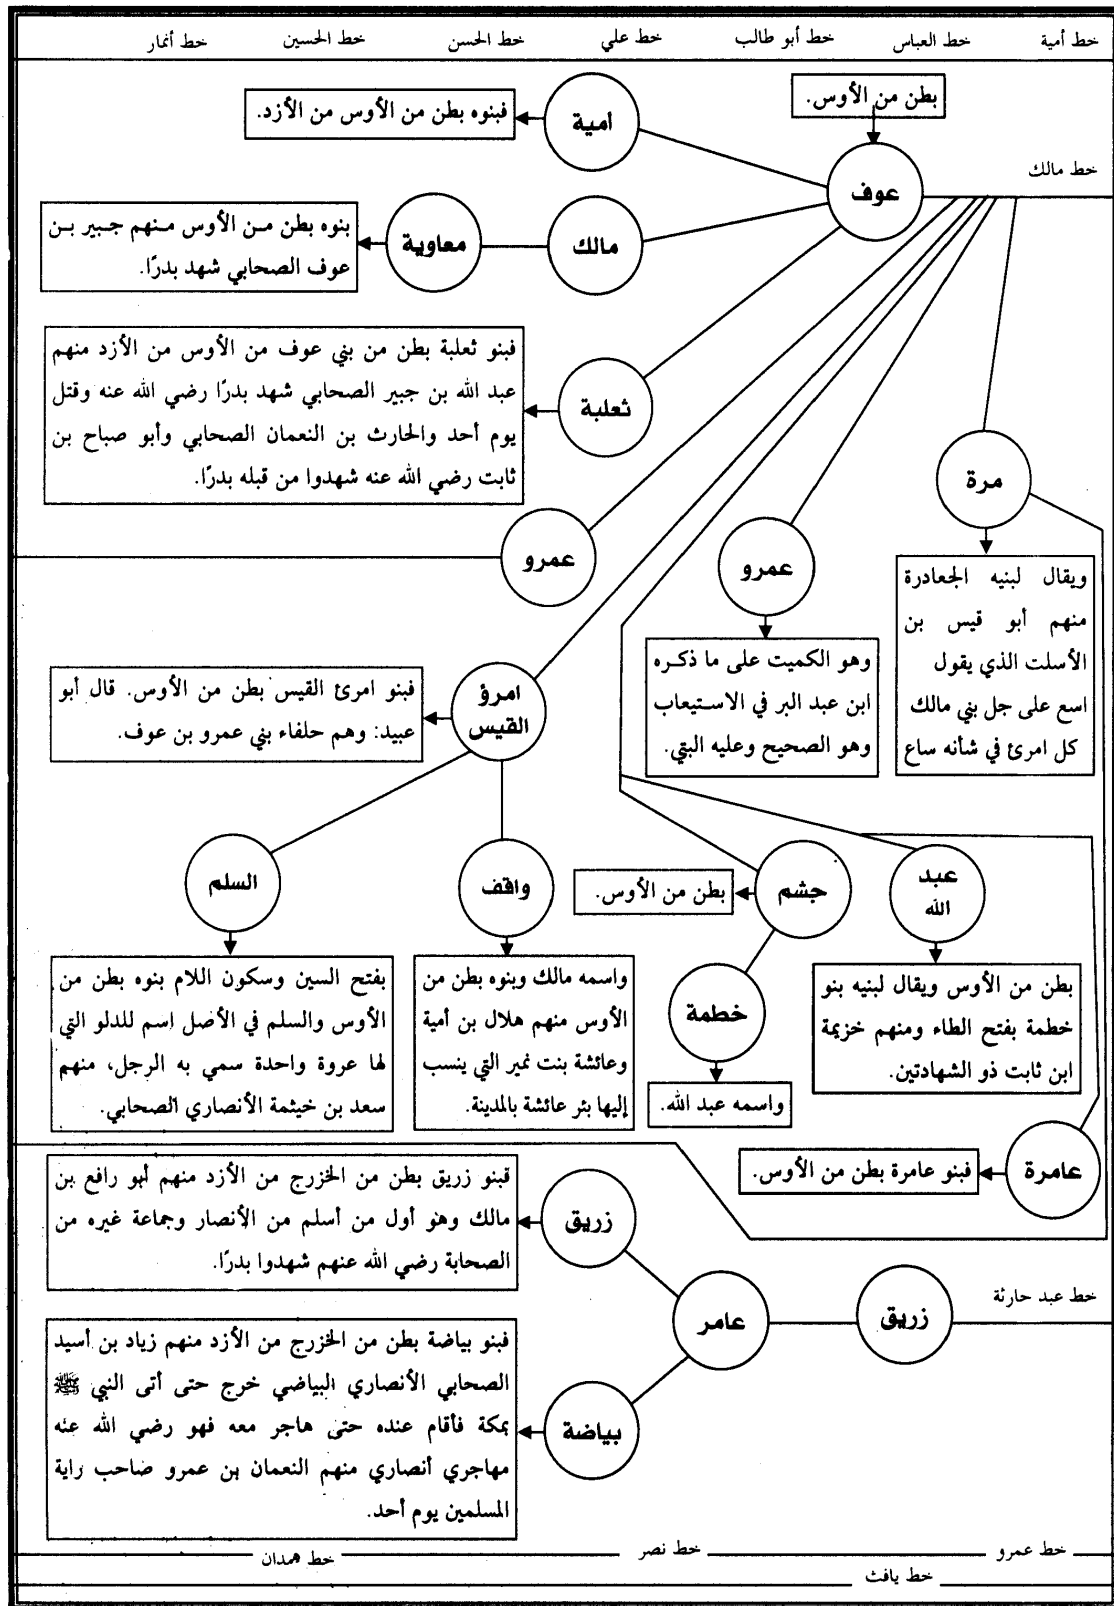 خط أمية خط العباس خط أبو طالب خط علي خط الحسن خط الحسين خط أنمار
بطن من الأوس.
خط مالك
عوف
أمية
فبنوه بطن من الأوس من الأزد.
مالك
معاوية
بنوه بطن من الأوس منهم جبير بن
عوف الصحابي شهد بدرًا.
ثعلبة
فبنو ثعلبة بطن من بني عوف من الأوس من الأزد منهم
عبد الله بن جبير الصحابي شهد بدرًا رضي الله عنه وقتل
يوم أحد والحارث بن النعمان الصحابي وأبو صباح بن
ثابت رضي الله عنه شهدوا من قبله بدرًا.
مرة
ويقال لبنيه الجعادرة
منهم أبو قيس بن
الأسلت الذي يقول
اسع على جل بني مالك
كل امرئ في شأنه ساع
عمرو
وهو الكميت على ما ذكره
ابن عبد البر في الاستيعاب
وهو الصحيح وعليه البتي.
عمرو
امرؤ
القيس
فبنو امرئ القيس بطن من الأوس. قال أبو
عبيد: وهم حلفاء بني عمرو بن عوف.
عبد
الله
بطن من الأوس ويقال لبنيه بنو
خطمة بفتح الطاء ومنهم خزيمة
ابن ثابت ذو الشهادتين.
جشم
بطن من الأوس.
خطمة
واسمه عبد الله.
واقف
واسمه مالك وبنوه بطن من
الأوس منهم هلال بن أمية
وعائشة بنت نمير التي ينسب
إليها بئر عائشة بالمدينة.
السلم
بفتح السين وسكون اللام بنوه بطن من
الأوس والسلم في الأصل اسم للدلو التي
لها عروة واحدة سمي به الرجل، منهم
سعد بن خيثمة الأنصاري الصحابي.
عامرة
فبنو عامرة بطن من الأوس.
خط عبد حارثة
زريق
عامر
زريق
قبنو زريق بطن من الخزرج من الأزد منهم أبو رافع بن
مالك وهو أول من أسلم من الأنصار وجماعة غيره من
الصحابة رضي الله عنهم شهدوا بدرًا.
بياضة
فبنو بياضة بطن من الخزرج من الأزد منهم زياد بن أسيد
الصحابي الأنصاري البياضي خرج حتى أتى النبي ﷺ
بمكة فأقام عنده حتى هاجر معه فهو رضي الله عنه
مهاجري أنصاري منهم النعمان بن عمرو صاحب راية
المسلمين يوم أحد.
خط عمرو خط نصر خط همدان
خط يافث